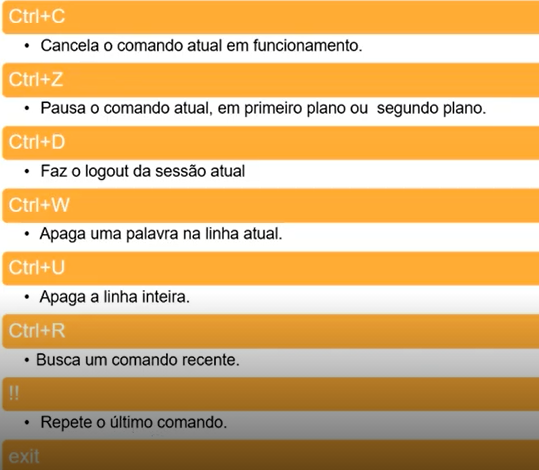 Ctrl+C
• Cancela o comando atual em funcionamento.
Ctrl+Z
• Pausa o comando atual, em primeiro plano ou segundo plano.
Ctrl+D
• Faz o logout da sessão atual
Ctrl+W
• Apaga uma palavra na linha atual.
Ctrl+U
• Apaga a linha inteira.
Ctrl+R
• Busca um comando recente.
!!
• Repete o último comando.
exit